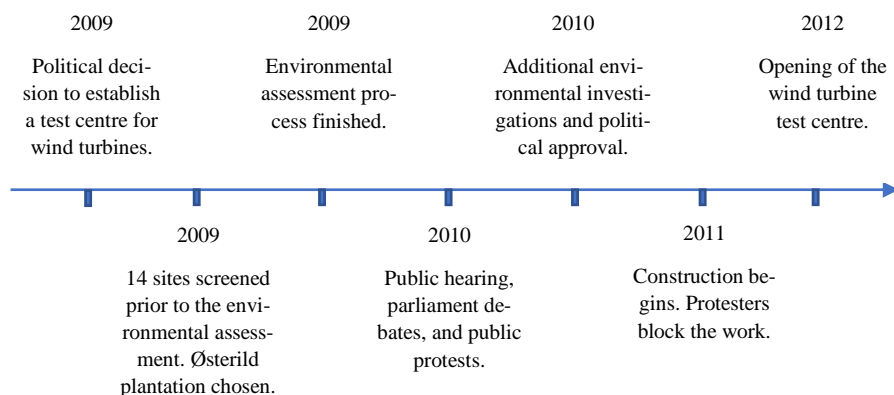 2009
Political deci-
sion to establish
a test centre for
wind turbines.
2009
Environmental
assessment pro-
cess finished.
2010
Additional envi-
ronmental investi-
gations and politi-
cal approval.
2012
Opening of the
wind turbine
test centre.
2009
14 sites screened
prior to the envi-
ronmental assess-
ment. Østerild
plantation chosen.
2010
Public hearing,
parliament de-
bates, and public
protests.
2011
Construction be-
gins. Protesters
block the work.